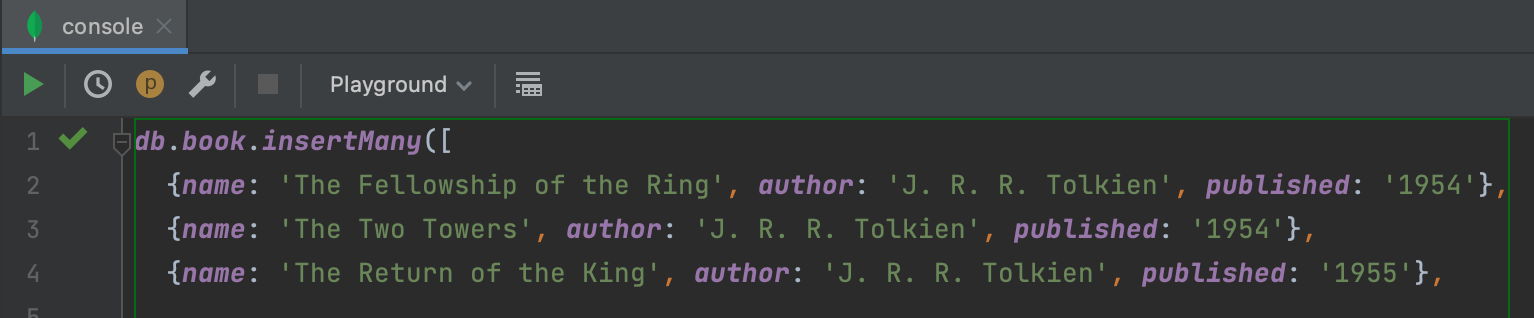 console
p
Playground
1 db.book.insertMany([
2 {name: 'The Fellowship of the Ring', author: 'J. R. R. Tolkien', published: '1954'},
3 {name: 'The Two Towers', author: 'J. R. R. Tolkien', published: '1954'},
4 {name: 'The Return of the King', author: 'J. R. R. Tolkien', published: '1955'},
5